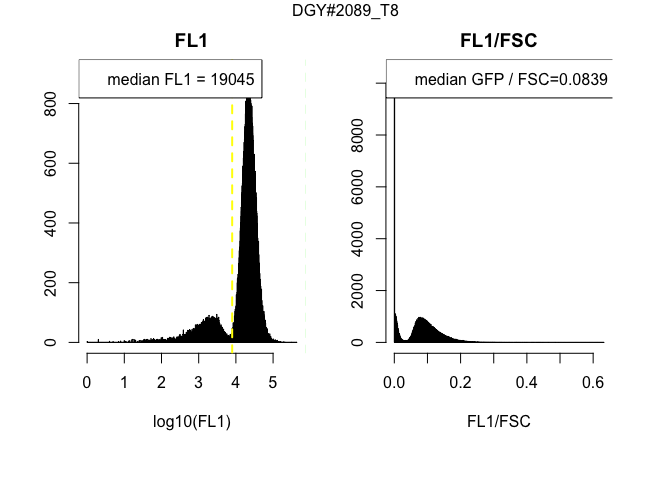 DGY#2089_T8
FL1
median FL1 = 19045
800
600
400
200
0
0 1 2 3 4 5
log10(FL1)
FL1/FSC
median GFP / FSC=0.0839
8000
6000
4000
2000
0
0.0 0.2 0.4 0.6
FL1/FSC